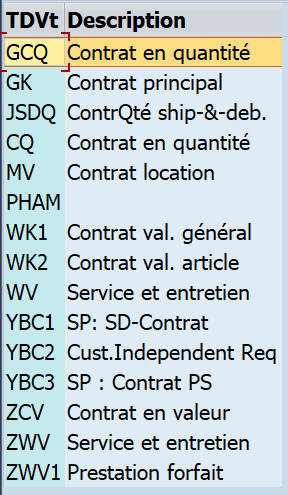 TDVt Description
GCQ Contrat en quantité
GK Contrat principal
JSDQ ContrQté ship-&-deb.
CQ Contrat en quantité
MV Contrat location
PHAM
WK1 Contrat val. général
WK2 Contrat val. article
WV Service et entretien
YBC1 SP: SD-Contrat
YBC2 Cust.Independent Req
YBC3 SP : Contrat PS
ZCV Contrat en valeur
ZWV Service et entretien
ZWV1 Prestation forfait